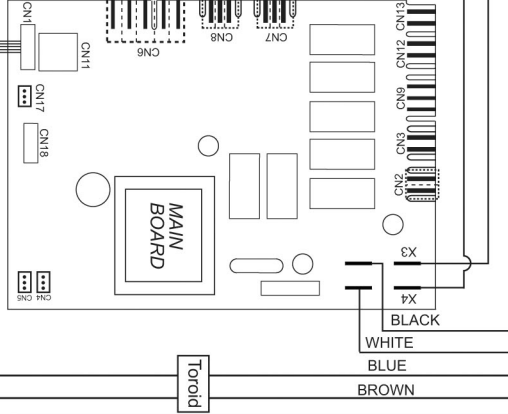 CN1
CN6
CN8
CN7
CN13
CN11
CN12
CN17
CN9
CN18
CN3
CN2
MAIN
BOARD
X3
CN5
CN4
X4
BLACK
WHITE
BLUE
BROWN
Toroid